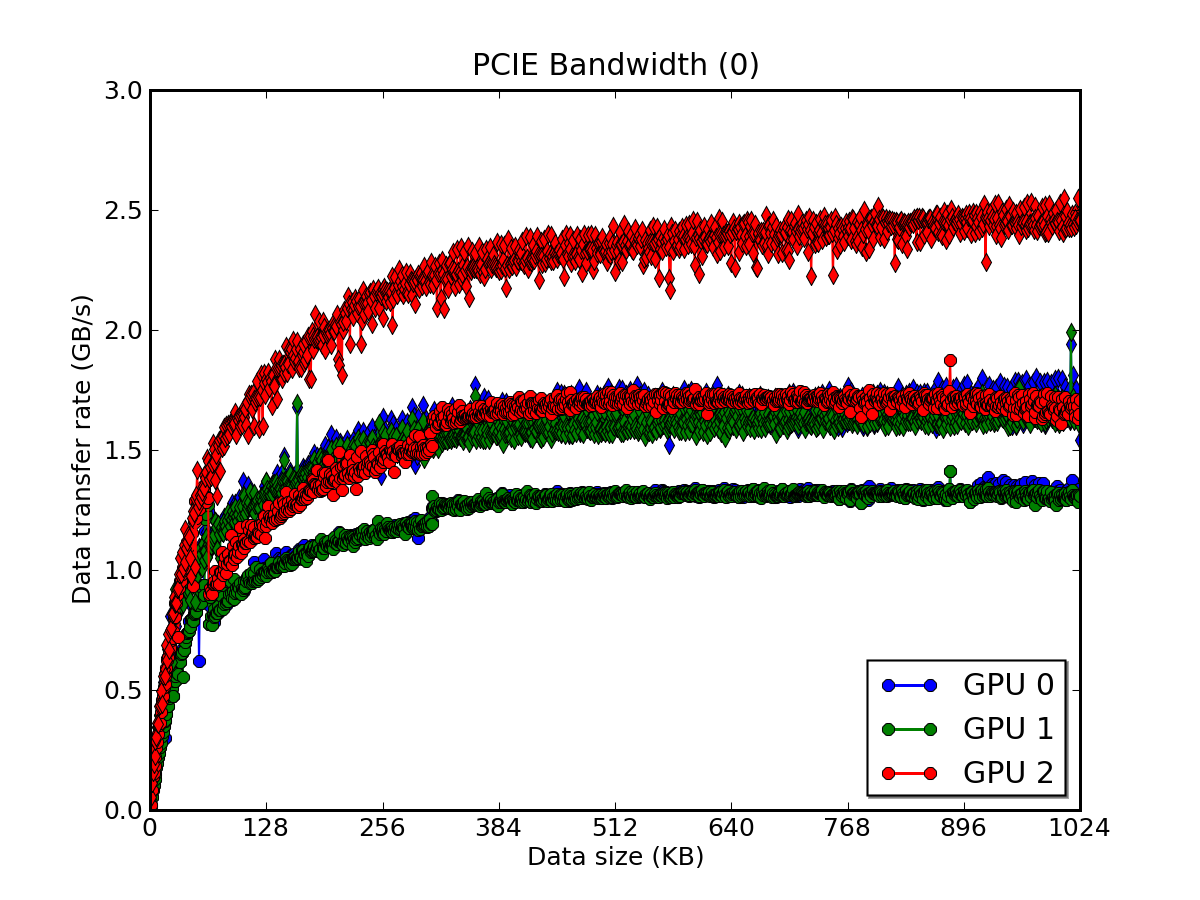 PCIE Bandwidth (0)
3.0
2.5
2.0
1.5
1.0
0.5
0.0
Data transfer rate (GB/s)
0 128 256 384 512 640 768 896 1024
Data size (KB)
GPU 0
GPU 1
GPU 2